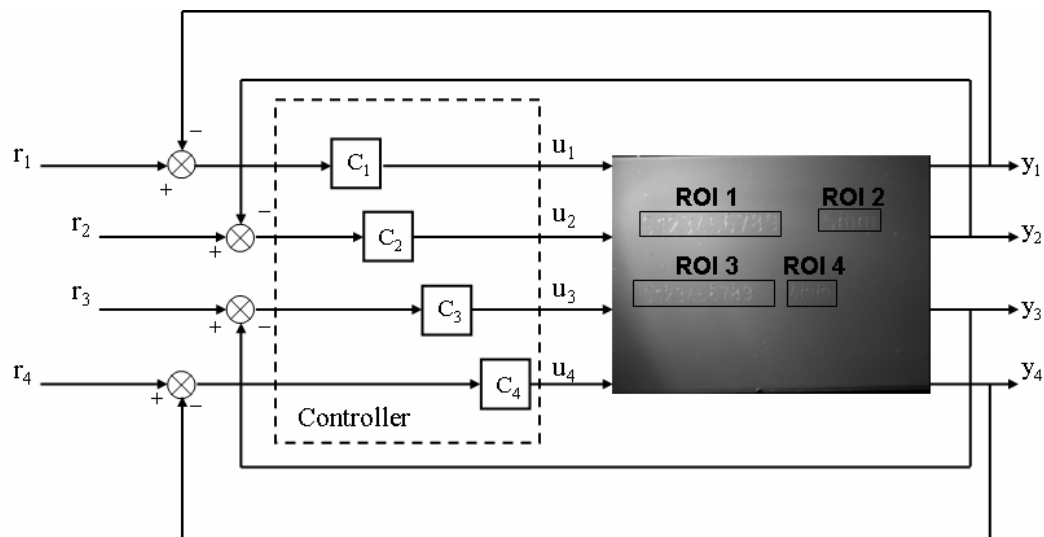 r₁ − + C₁ u₁ y₁
ROI 1 ROI 2
r₂ − + C₂ u₂ y₂
ROI 3 ROI 4
r₃ + − C₃ u₃ y₃
r₄ + − C₄ u₄ y₄
Controller